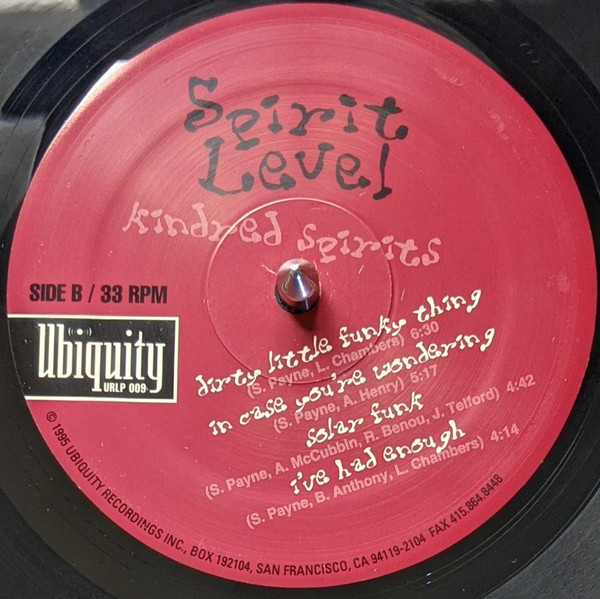 Spirit
Level
kindred spirits
SIDE B / 33 RPM
Ubiquity
URLP 009
dirty little funky thing
(S. Payne, L. Chambers) 6:30
in case you're wondering
(S. Payne, A. Henry) 5:17
solar funk
(S. Payne, A. McCubbin, R. Benou, J. Telford) 4:42
i've had enough
(S. Payne, B. Anthony, L. Chambers) 4:14
© 1995 UBIQUITY RECORDINGS INC., BOX 192104, SAN FRANCISCO, CA 94119-2104 FAX 415.864.8448